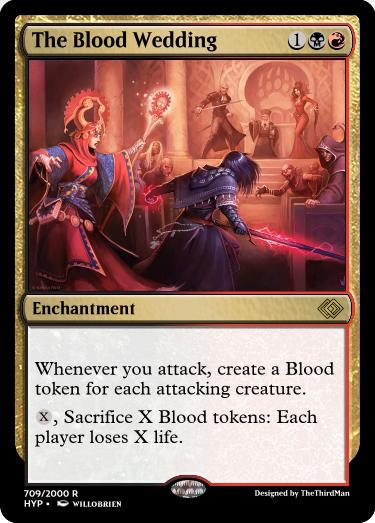 The Blood Wedding 1
Enchantment
Whenever you attack, create a Blood
token for each attacking creature.
X, Sacrifice X Blood tokens: Each
player loses X life.
709/2000 R
HYP • WILLOBRIEN
Designed by TheThirdMan